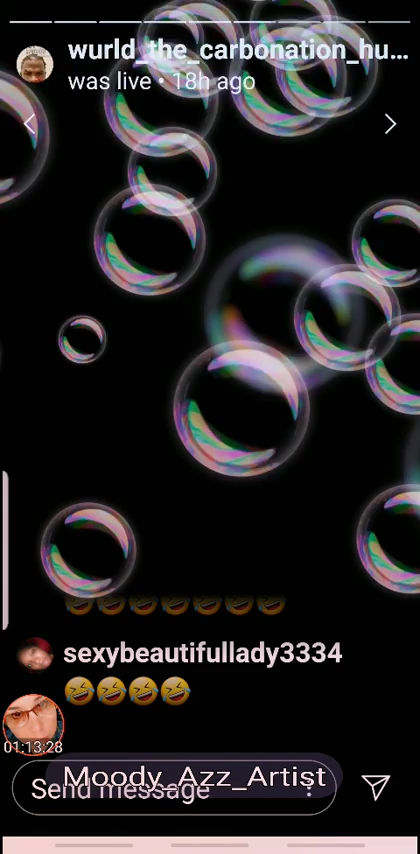 wurld_the_carbonation_hu...
was live • 18h ago
🤣🤣🤣🤣🤣🤣🤣
sexybeautifullady3334
🤣🤣🤣🤣
01:13:28
Moody_Azz_Artist
Send message